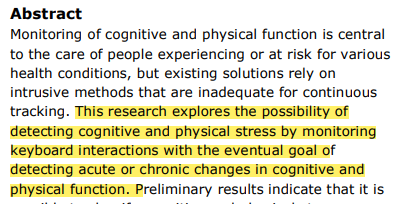 Abstract
Monitoring of cognitive and physical function is central
to the care of people experiencing or at risk for various
health conditions, but existing solutions rely on
intrusive methods that are inadequate for continuous
tracking. This research explores the possibility of
detecting cognitive and physical stress by monitoring
keyboard interactions with the eventual goal of
detecting acute or chronic changes in cognitive and
physical function. Preliminary results indicate that it is